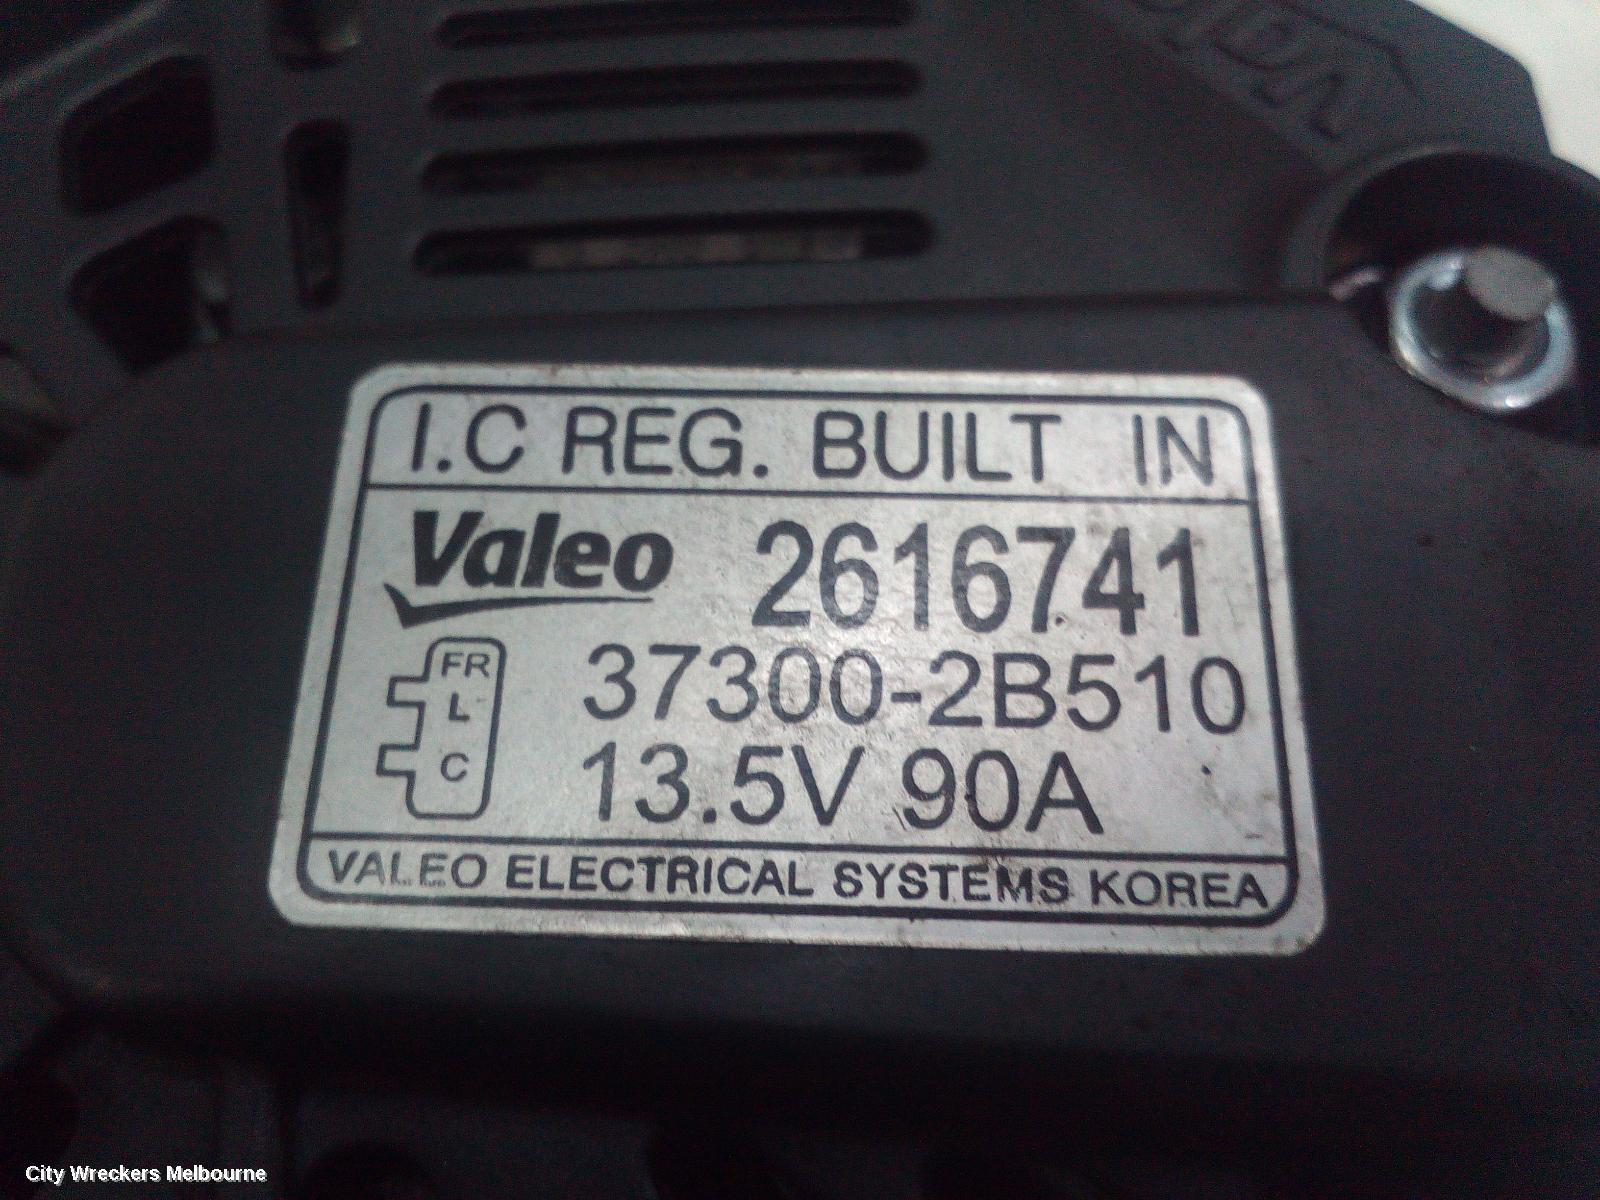 I.C REG. BUILT IN
Valeo 2616741
FR
L
C
37300-2B510
13.5V 90A
VALEO ELECTRICAL SYSTEMS KOREA
City Wreckers Melbourne